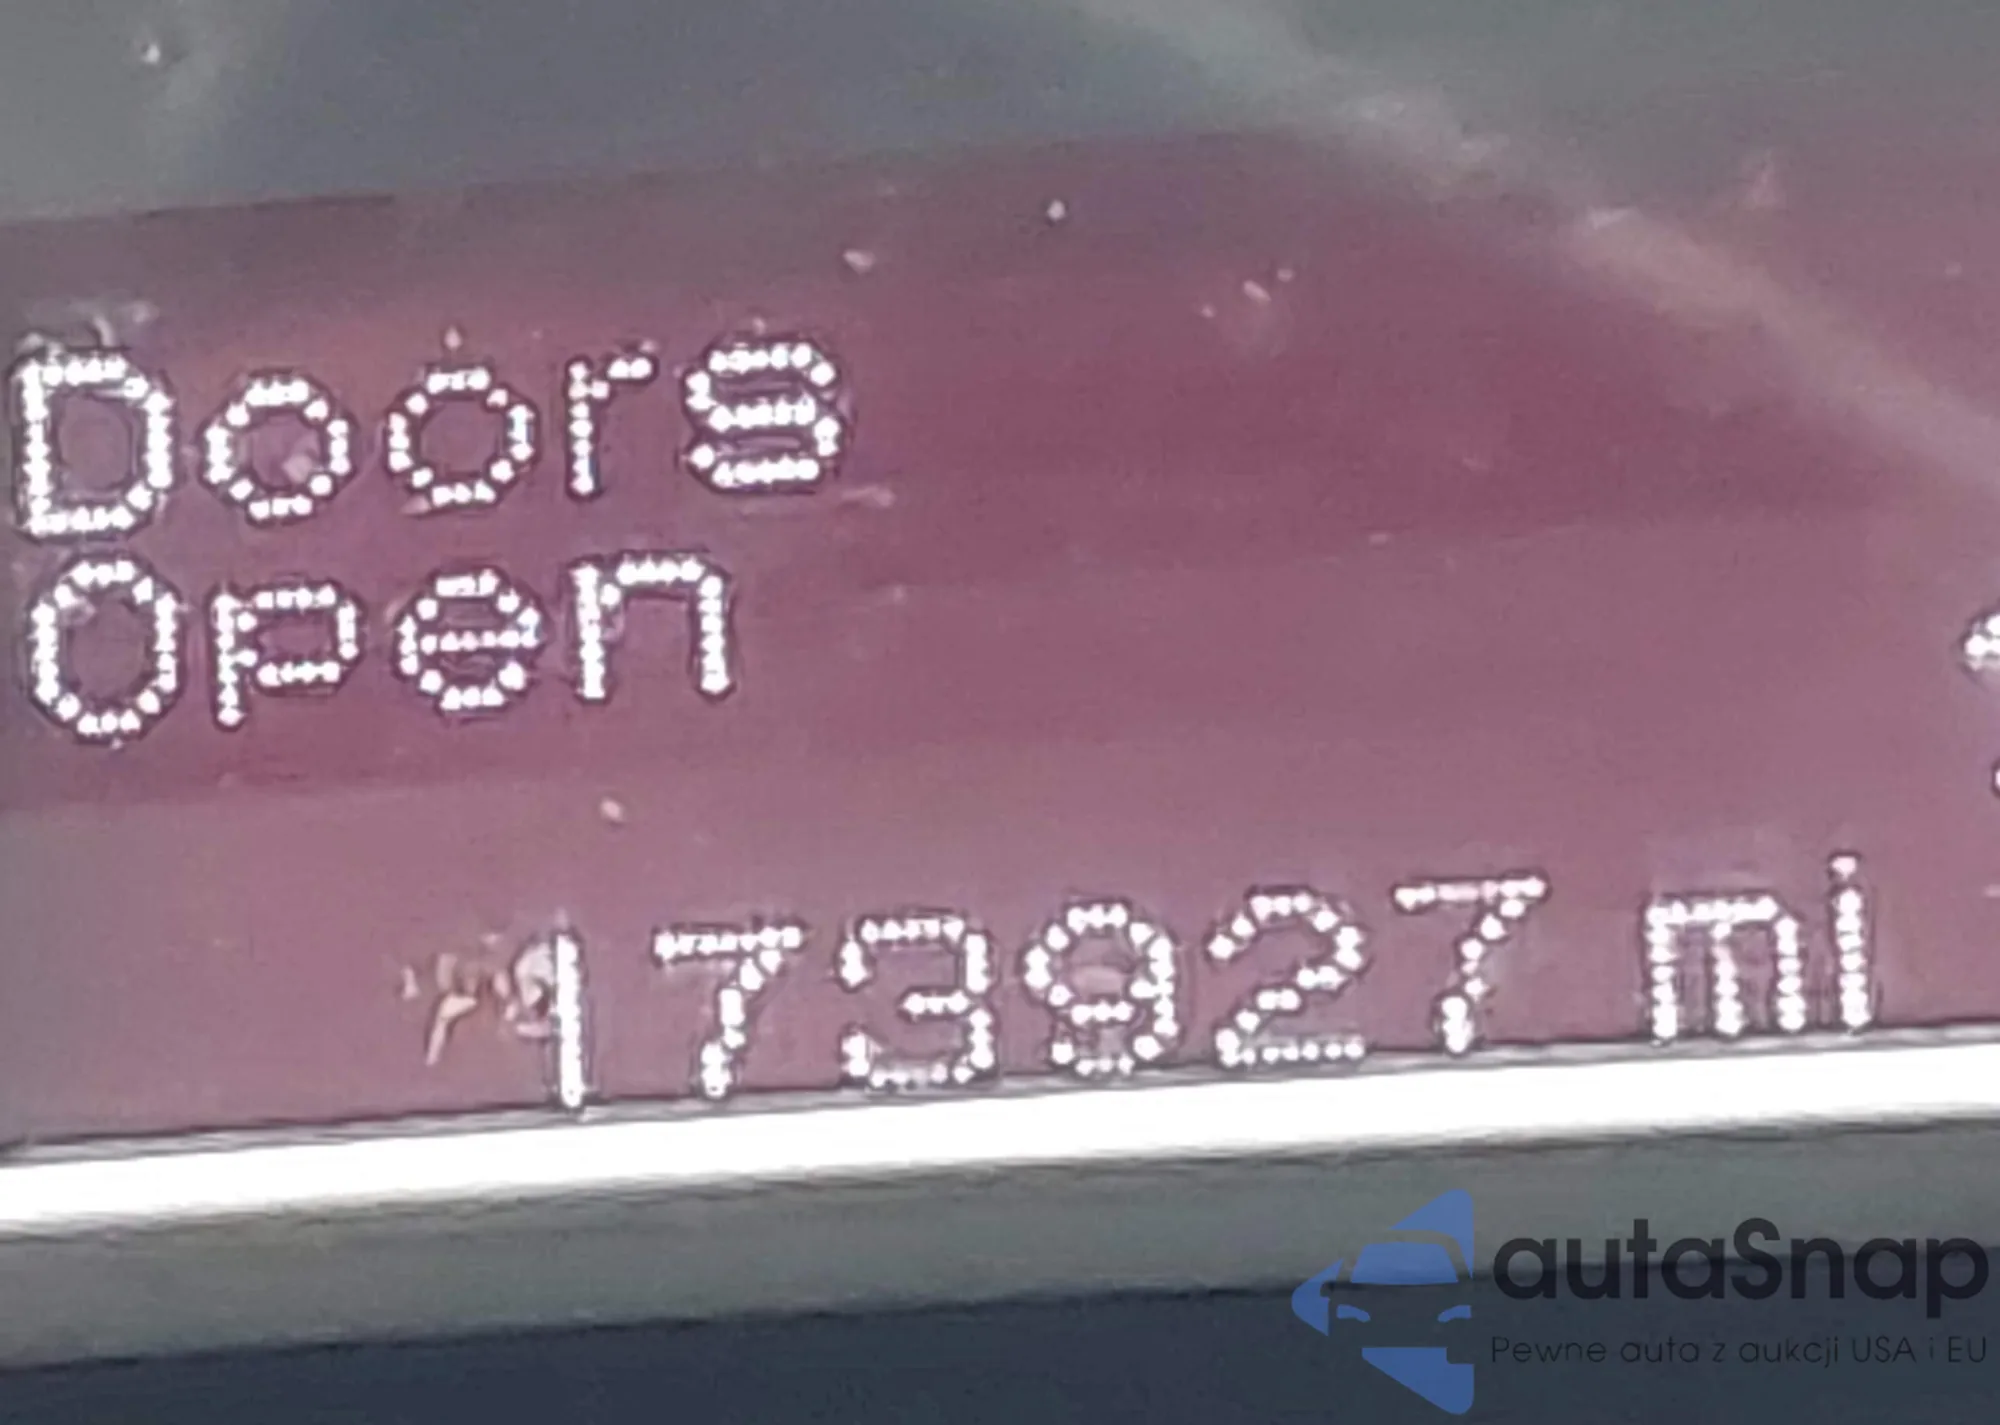 Doors
Open
173927 mi
autaSnap
Pewne auta z aukcji USA i EU